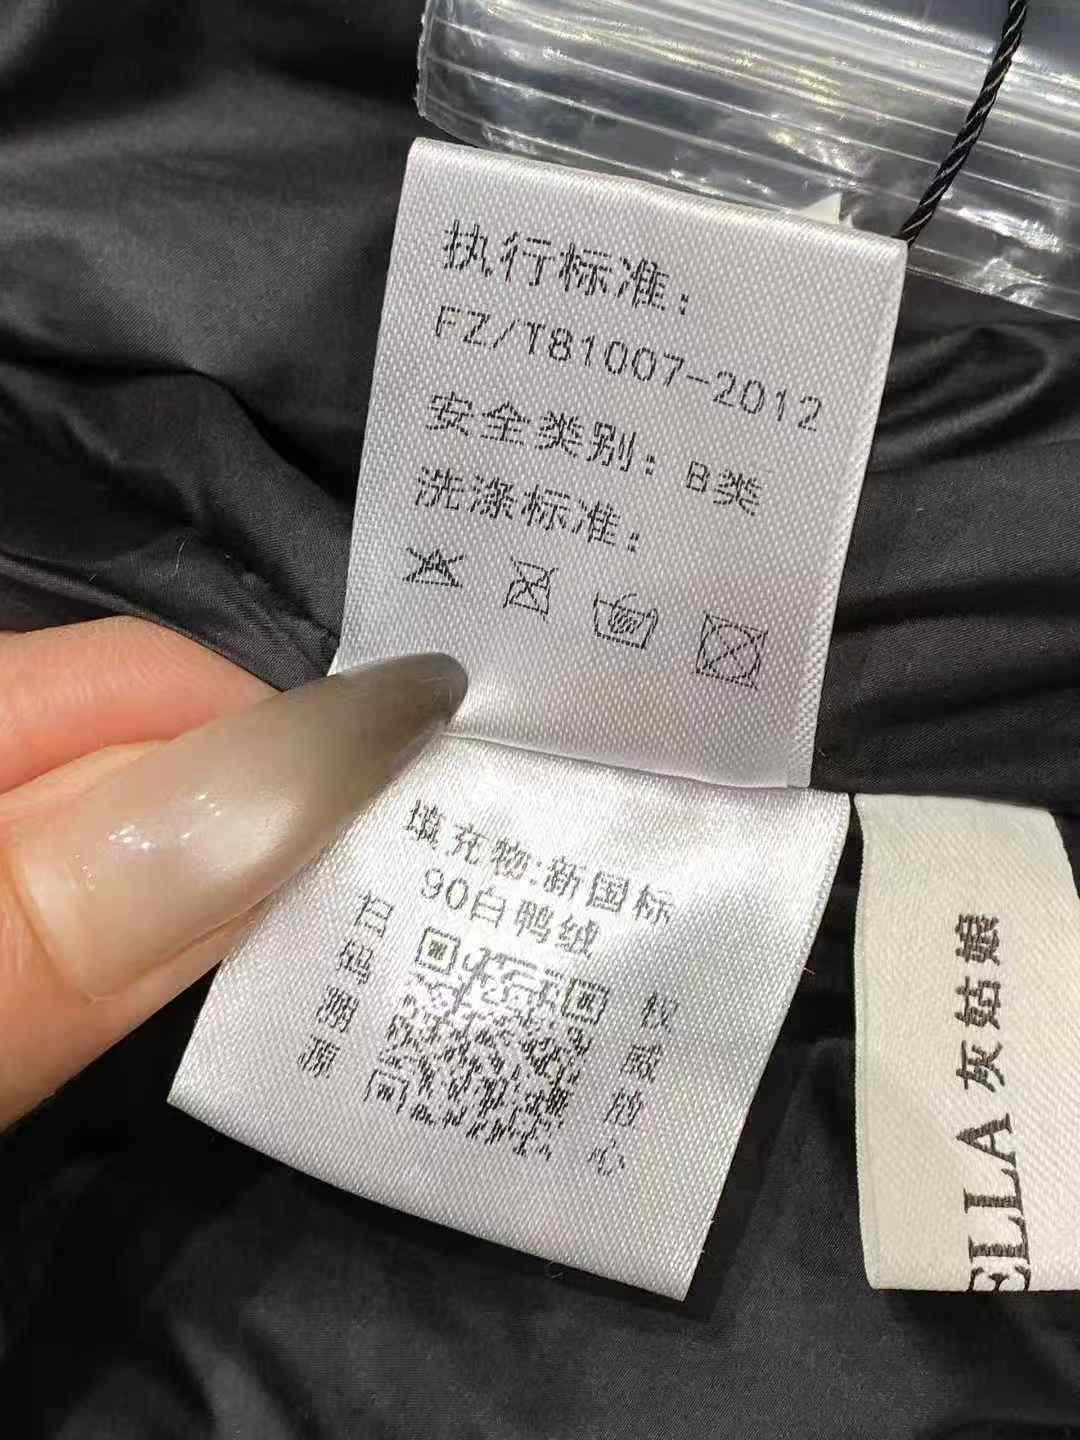 执行标准：
FZ/T81007-2012
安全类别：B类
洗涤标准：
填充物:新国标
90白鸭绒
扫码溯源
权威放心
ELLA 灰姑娘